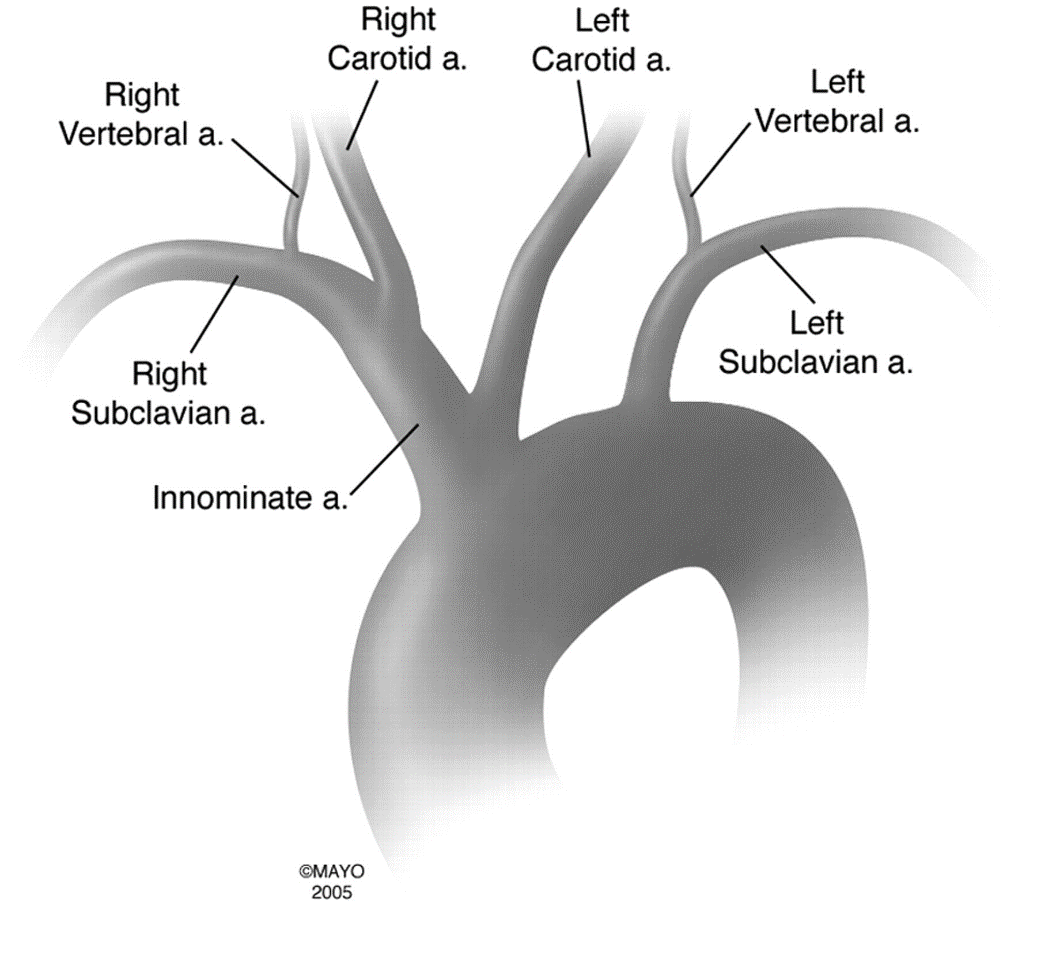 Right
Carotid a.
Left
Carotid a.
Right
Vertebral a.
Left
Vertebral a.
Right
Subclavian a.
Left
Subclavian a.
Innominate a.
©MAYO
2005